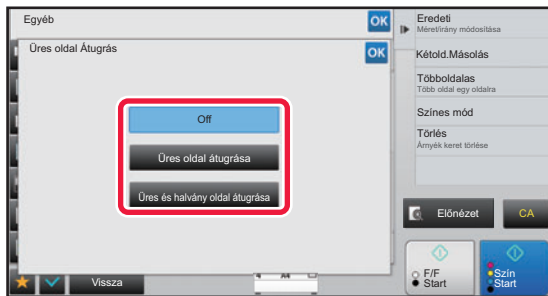 Egyéb
OK
Üres oldal Átugrás
OK
Off
Üres oldal átugrása
Üres és halvány oldal átugrása
Vissza
A4
Eredeti
Méret/irány módosítása
Kétold.Másolás
Többoldalas
Több oldal egy oldalra
Színes mód
Törlés
Árnyék keret törlése
Előnézet
CA
F/F
Start
Szín
Start